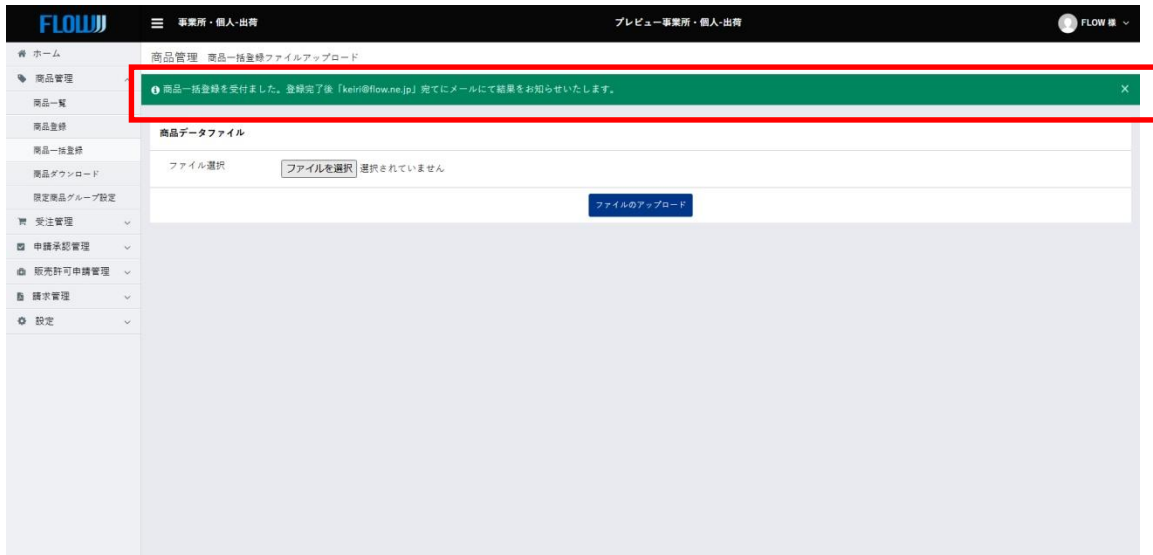 FLOW
事業所・個人-出荷
プレビュー事業所・個人-出荷
FLOW 様
ホーム
商品管理
商品一覧
商品登録
商品一括登録
商品ダウンロード
限定商品グループ設定
受注管理
申請承認管理
販売許可申請管理
請求管理
設定
商品管理 商品一括登録ファイルアップロード
商品一括登録を受付ました。登録完了後「keiri@flow.ne.jp」宛てにメールにて結果をお知らせいたします。
商品データファイル
ファイル選択 ファイルを選択 選択されていません
ファイルのアップロード